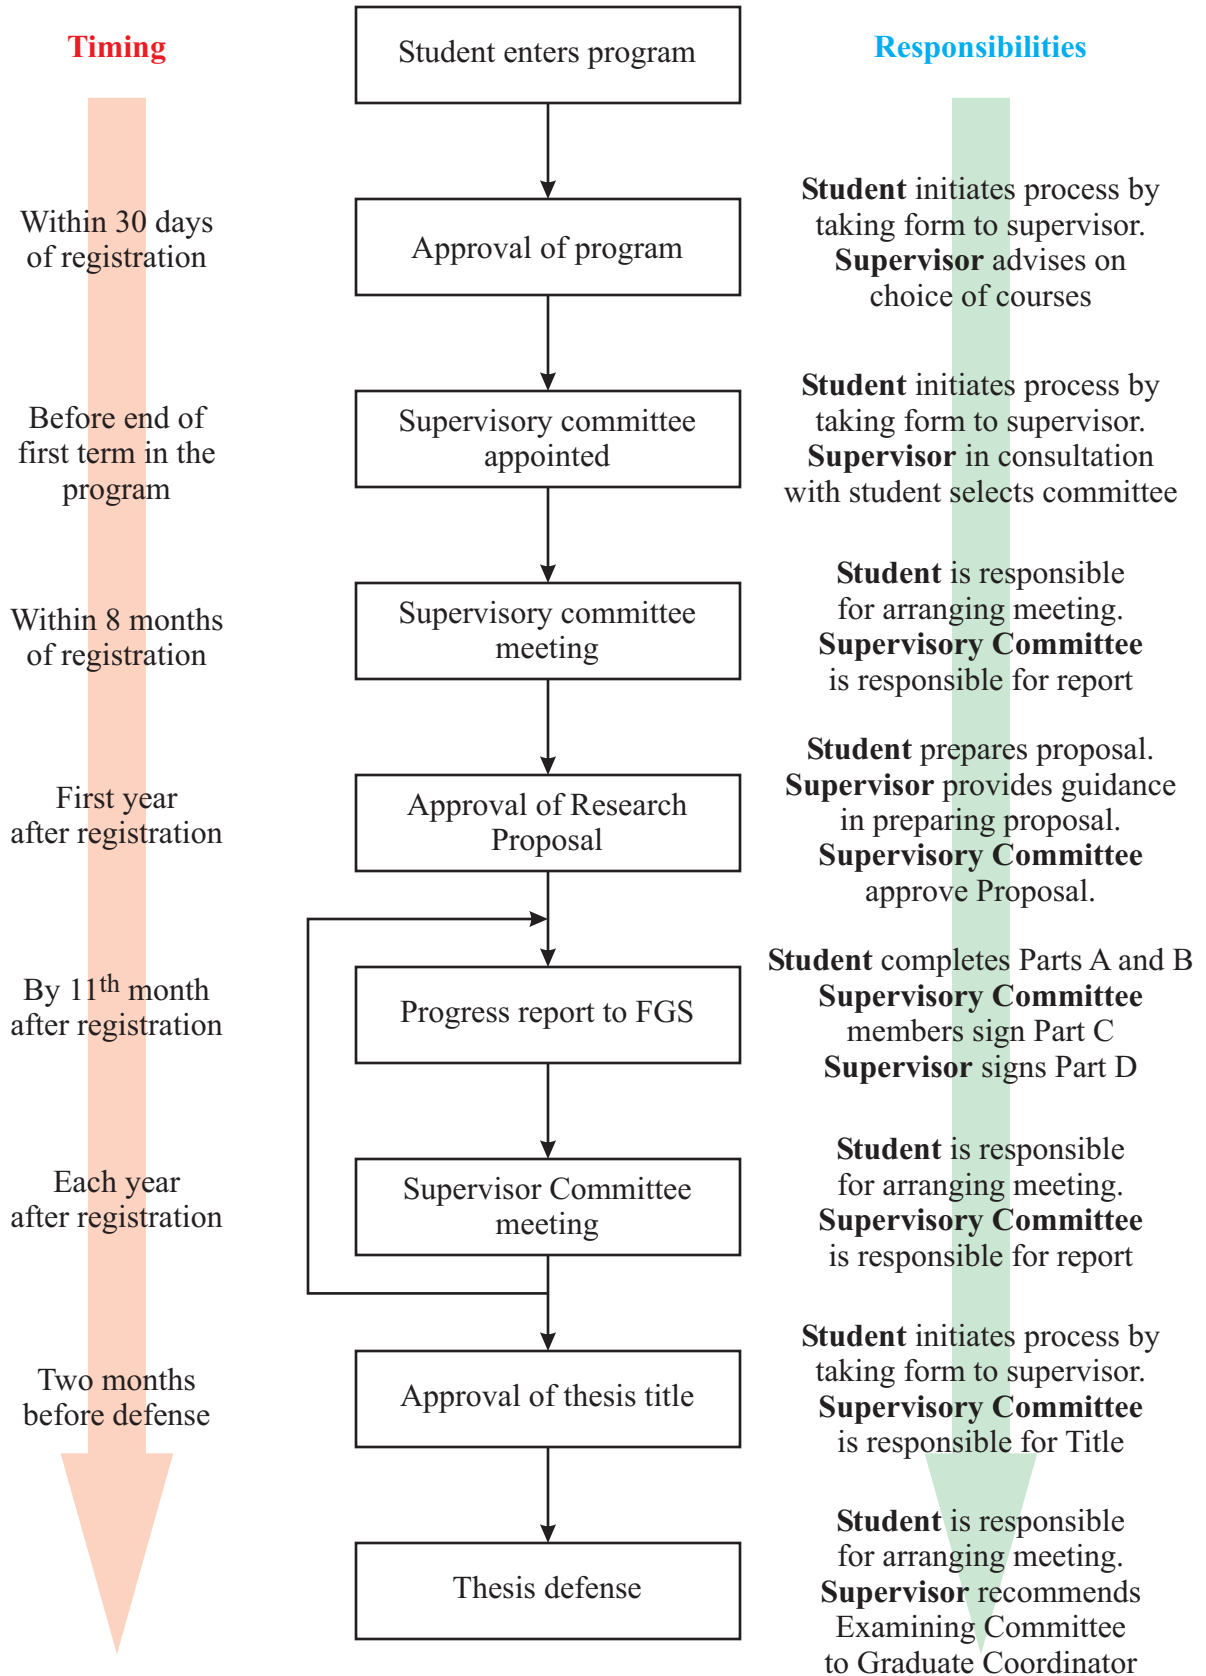 Timing
Student enters program
Responsibilities
Within 30 days
of registration
Approval of program
Student initiates process by
taking form to supervisor.
Supervisor advises on
choice of courses
Before end of
first term in the
program
Supervisory committee
appointed
Student initiates process by
taking form to supervisor.
Supervisor in consultation
with student selects committee
Within 8 months
of registration
Supervisory committee
meeting
Student is responsible
for arranging meeting.
Supervisory Committee
is responsible for report
First year
after registration
Approval of Research
Proposal
Student prepares proposal.
Supervisor provides guidance
in preparing proposal.
Supervisory Committee
approve Proposal.
By 11th month
after registration
Progress report to FGS
Student completes Parts A and B
Supervisory Committee
members sign Part C
Supervisor signs Part D
Each year
after registration
Supervisor Committee
meeting
Student is responsible
for arranging meeting.
Supervisory Committee
is responsible for report
Two months
before defense
Approval of thesis title
Student initiates process by
taking form to supervisor.
Supervisory Committee
is responsible for Title
Thesis defense
Student is responsible
for arranging meeting.
Supervisor recommends
Examining Committee
to Graduate Coordinator